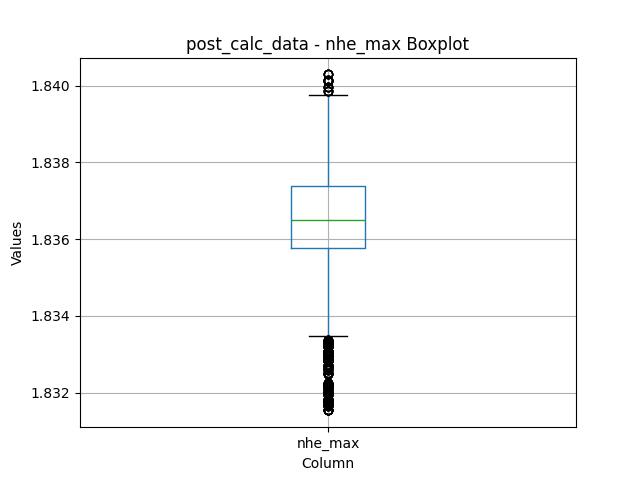 post_calc_data - nhe_max Boxplot
1.840
1.838
1.836
1.834
1.832
Values
nhe_max
Column